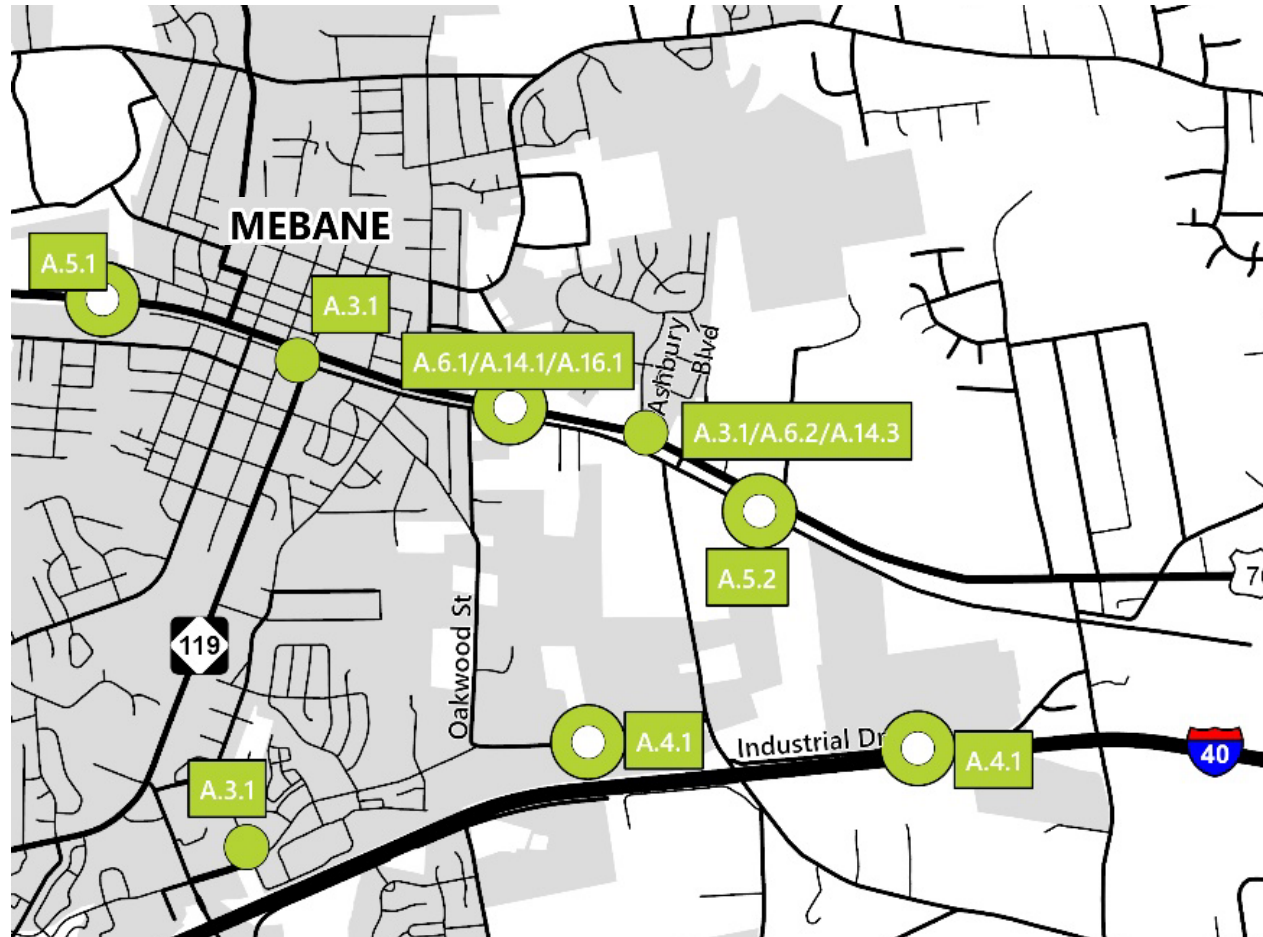 MEBANE
A.5.1
A.3.1
A.6.1/A.14.1/A.16.1
Ashbury
Blvd
A.3.1/A.6.2/A.14.3
A.5.2
Oakwood St
119
A.4.1
Industrial Dr
A.4.1
40
A.3.1